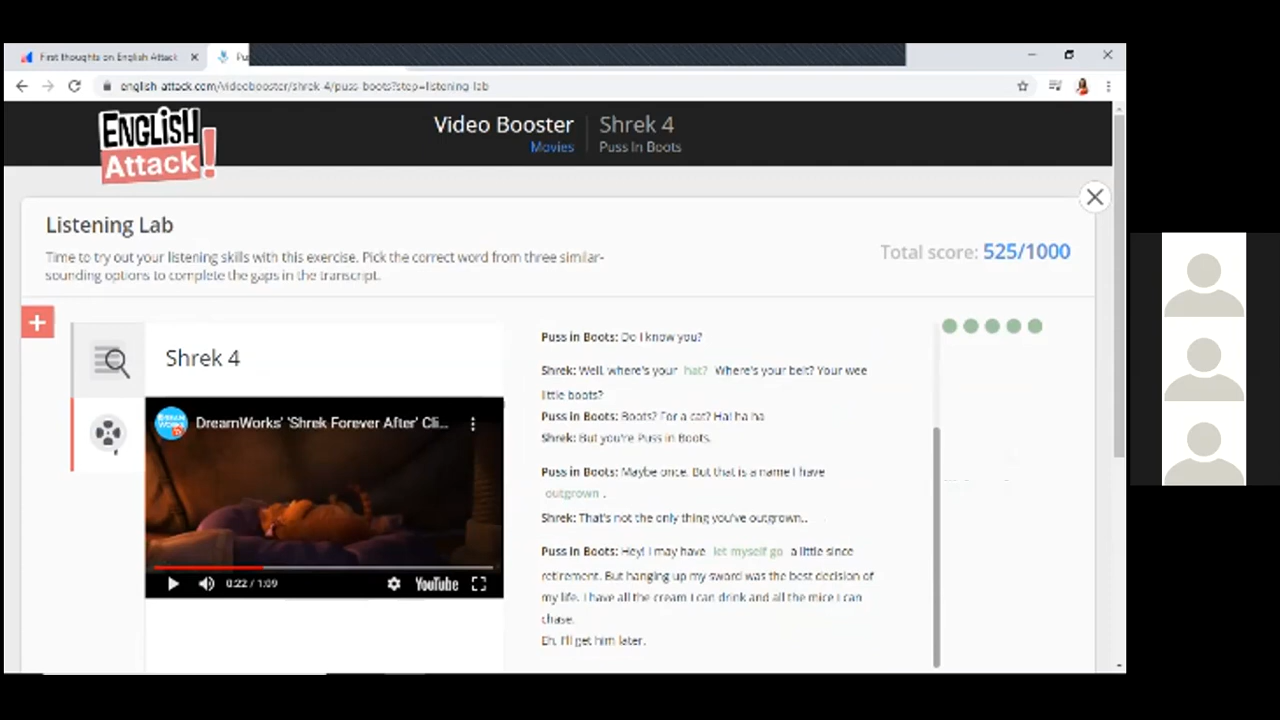 First thoughts on English Attack
Pu
english-attack.com/videobooster/shrek-4/puss-boots?step=listening-lab
ENGLISH
Attack!
Video Booster
Movies
Shrek 4
Puss In Boots
Listening Lab
Time to try out your listening skills with this exercise. Pick the correct word from three similar-
sounding options to complete the gaps in the transcript.
Total score: 525/1000
Shrek 4
DreamWorks' 'Shrek Forever After' Cli...
0:22 / 1:09
YouTube
Puss in Boots: Do I know you?
Shrek: Well, where's your hat? Where's your belt? Your wee
little boots?
Puss in Boots: Boots? For a cat? Ha! ha ha
Shrek: But you're Puss in Boots.
Puss in Boots: Maybe once. But that is a name I have
outgrown .
Shrek: That's not the only thing you've outgrown..
Puss in Boots: Hey! I may have let myself go a little since
retirement. But hanging up my sword was the best decision of
my life. I have all the cream I can drink and all the mice I can
chase.
Eh, I'll get him later.